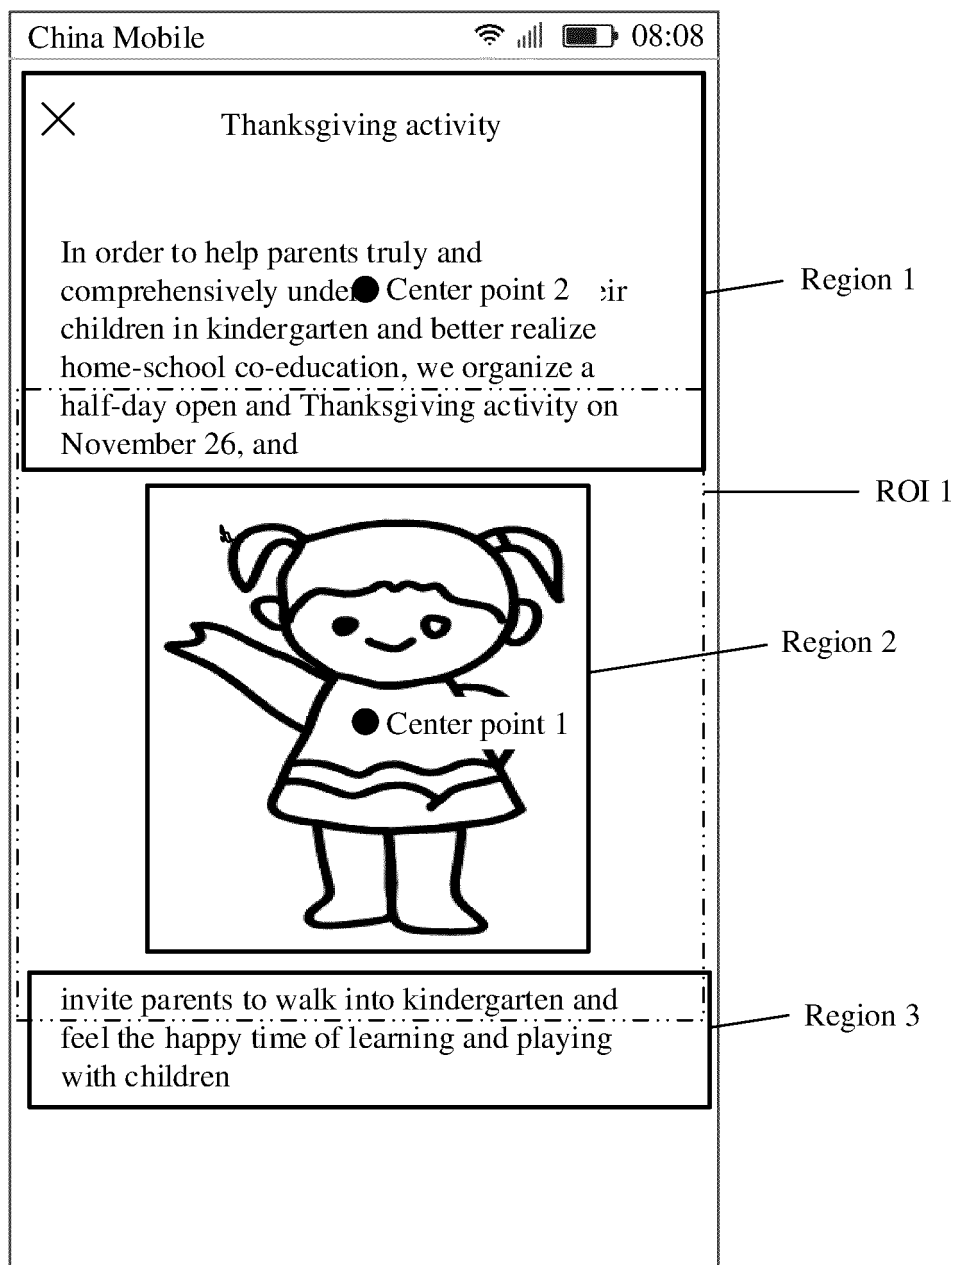 China Mobile 08:08
Thanksgiving activity
In order to help parents truly and
comprehensively Center point 2
children in kindergarten and better realize
home-school co-education, we organize a
half-day open and Thanksgiving activity on
November 26, and
Region 1
ROI 1
Region 2
Center point 1
invite parents to walk into kindergarten and
feel the happy time of learning and playing
with children
Region 3